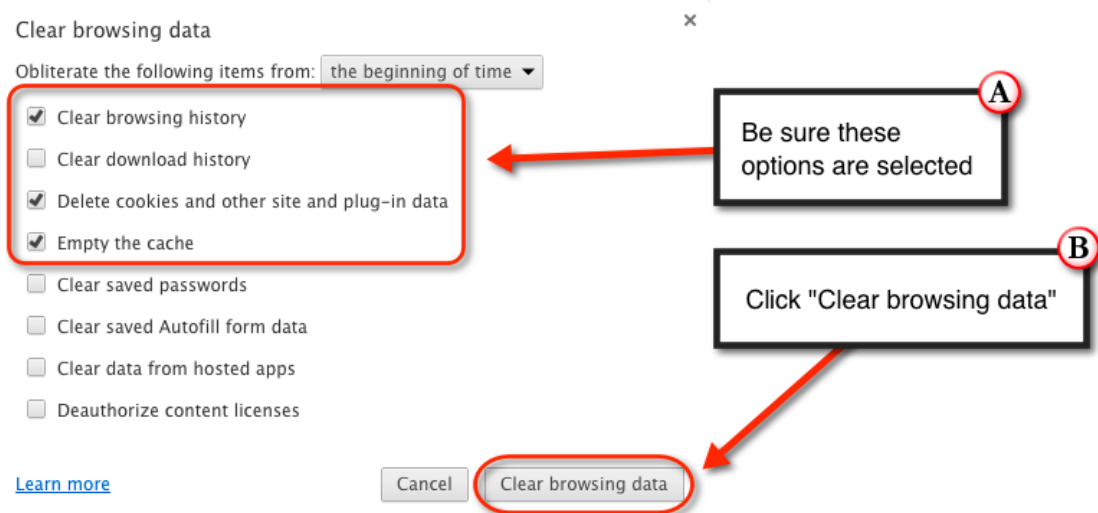 Clear browsing data
Obliterate the following items from: the beginning of time
Clear browsing history
Clear download history
Delete cookies and other site and plug-in data
Empty the cache
Clear saved passwords
Clear saved Autofill form data
Clear data from hosted apps
Deauthorize content licenses
Learn more
Cancel
Clear browsing data
A
Be sure these
options are selected
B
Click "Clear browsing data"